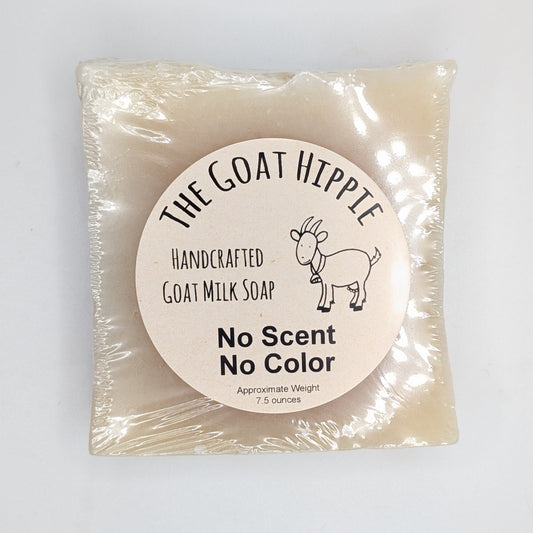 THE GOAT HIPPIE
HANDCRAFTED
GOAT MILK SOAP
No Scent
No Color
Approximate Weight
7.5 ounces